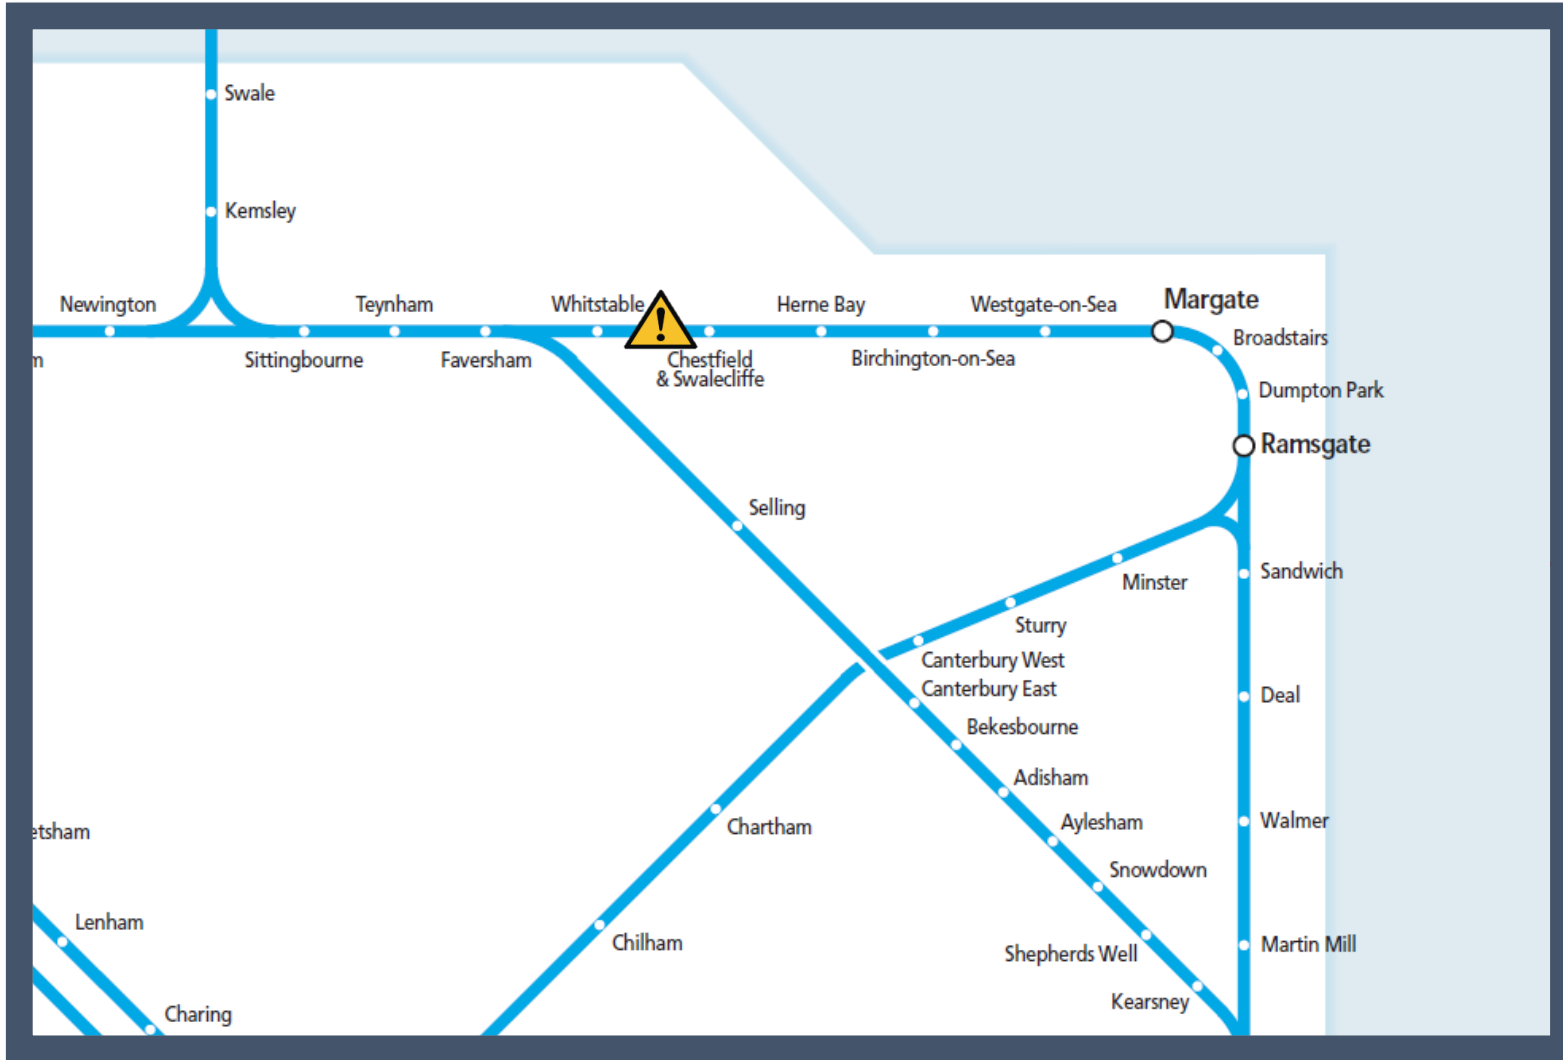 Swale
Kemsley
Newington
Teynham
Whitstable
Herne Bay
Westgate-on-Sea
Margate
Broadstairs
Sittingbourne
Faversham
Chestfield
& Swalecliffe
Birchington-on-Sea
Dumpton Park
Ramsgate
Selling
Sandwich
Minster
Sturry
Canterbury West
Canterbury East
Deal
Bekesbourne
Adisham
Aylesham
Walmer
Chartham
etsham
Snowdown
Lenham
Chilham
Shepherds Well
Martin Mill
Kearsney
Charing